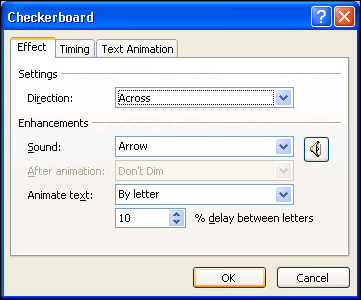 Checkerboard
Effect Timing Text Animation
Settings
Direction: Across
Enhancements
Sound: Arrow
After animation: Don't Dim
Animate text: By letter
10 % delay between letters
OK Cancel